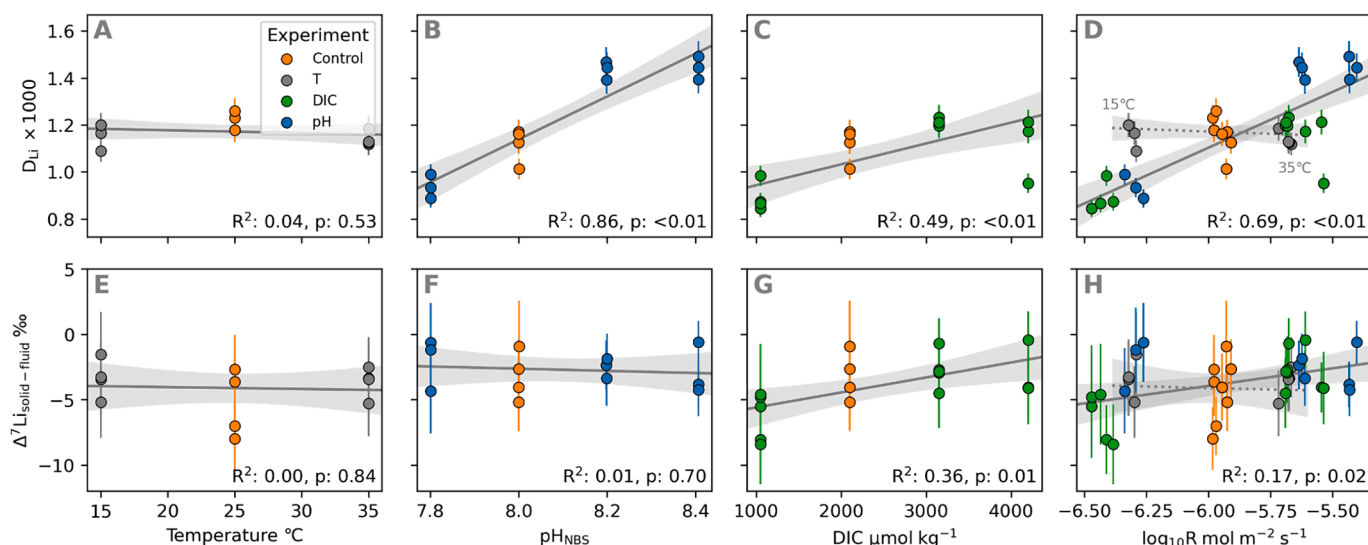 A
Experiment
Control
T
DIC
pH
B
C
D
15℃
35℃
1.6
1.4
1.2
1.0
0.8
D_Li × 1000
R²: 0.04, p: 0.53
R²: 0.86, p: <0.01
R²: 0.49, p: <0.01
R²: 0.69, p: <0.01
E
F
G
H
5
0
−5
−10
Δ⁷Li_solid−fluid ‰
R²: 0.00, p: 0.84
R²: 0.01, p: 0.70
R²: 0.36, p: 0.01
R²: 0.17, p: 0.02
15 20 25 30 35
7.8 8.0 8.2 8.4
1000 2000 3000 4000
−6.50 −6.25 −6.00 −5.75 −5.50
Temperature ℃
pH_NBS
DIC μmol kg⁻¹
log₁₀R mol m⁻² s⁻¹